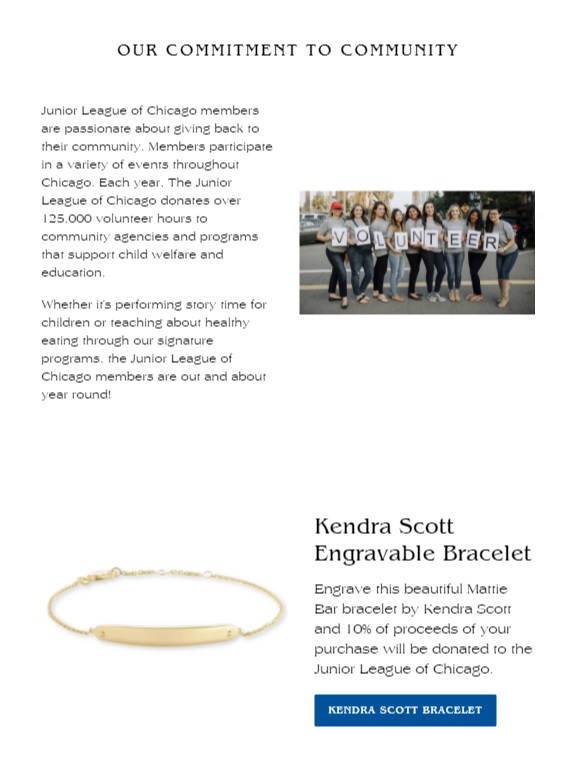 OUR COMMITMENT TO COMMUNITY
Junior League of Chicago members
are passionate about giving back to
their community. Members participate
in a variety of events throughout
Chicago. Each year, The Junior
League of Chicago donates over
125,000 volunteer hours to
community agencies and programs
that support child welfare and
education.
Whether it's performing story time for
children or teaching about healthy
eating through our signature
programs, the Junior League of
Chicago members are out and about
year round!
VOLUNTEER
Kendra Scott
Engravable Bracelet
Engrave this beautiful Mattie
Bar bracelet by Kendra Scott
and 10% of proceeds of your
purchase will be donated to the
Junior League of Chicago.
KENDRA SCOTT BRACELET